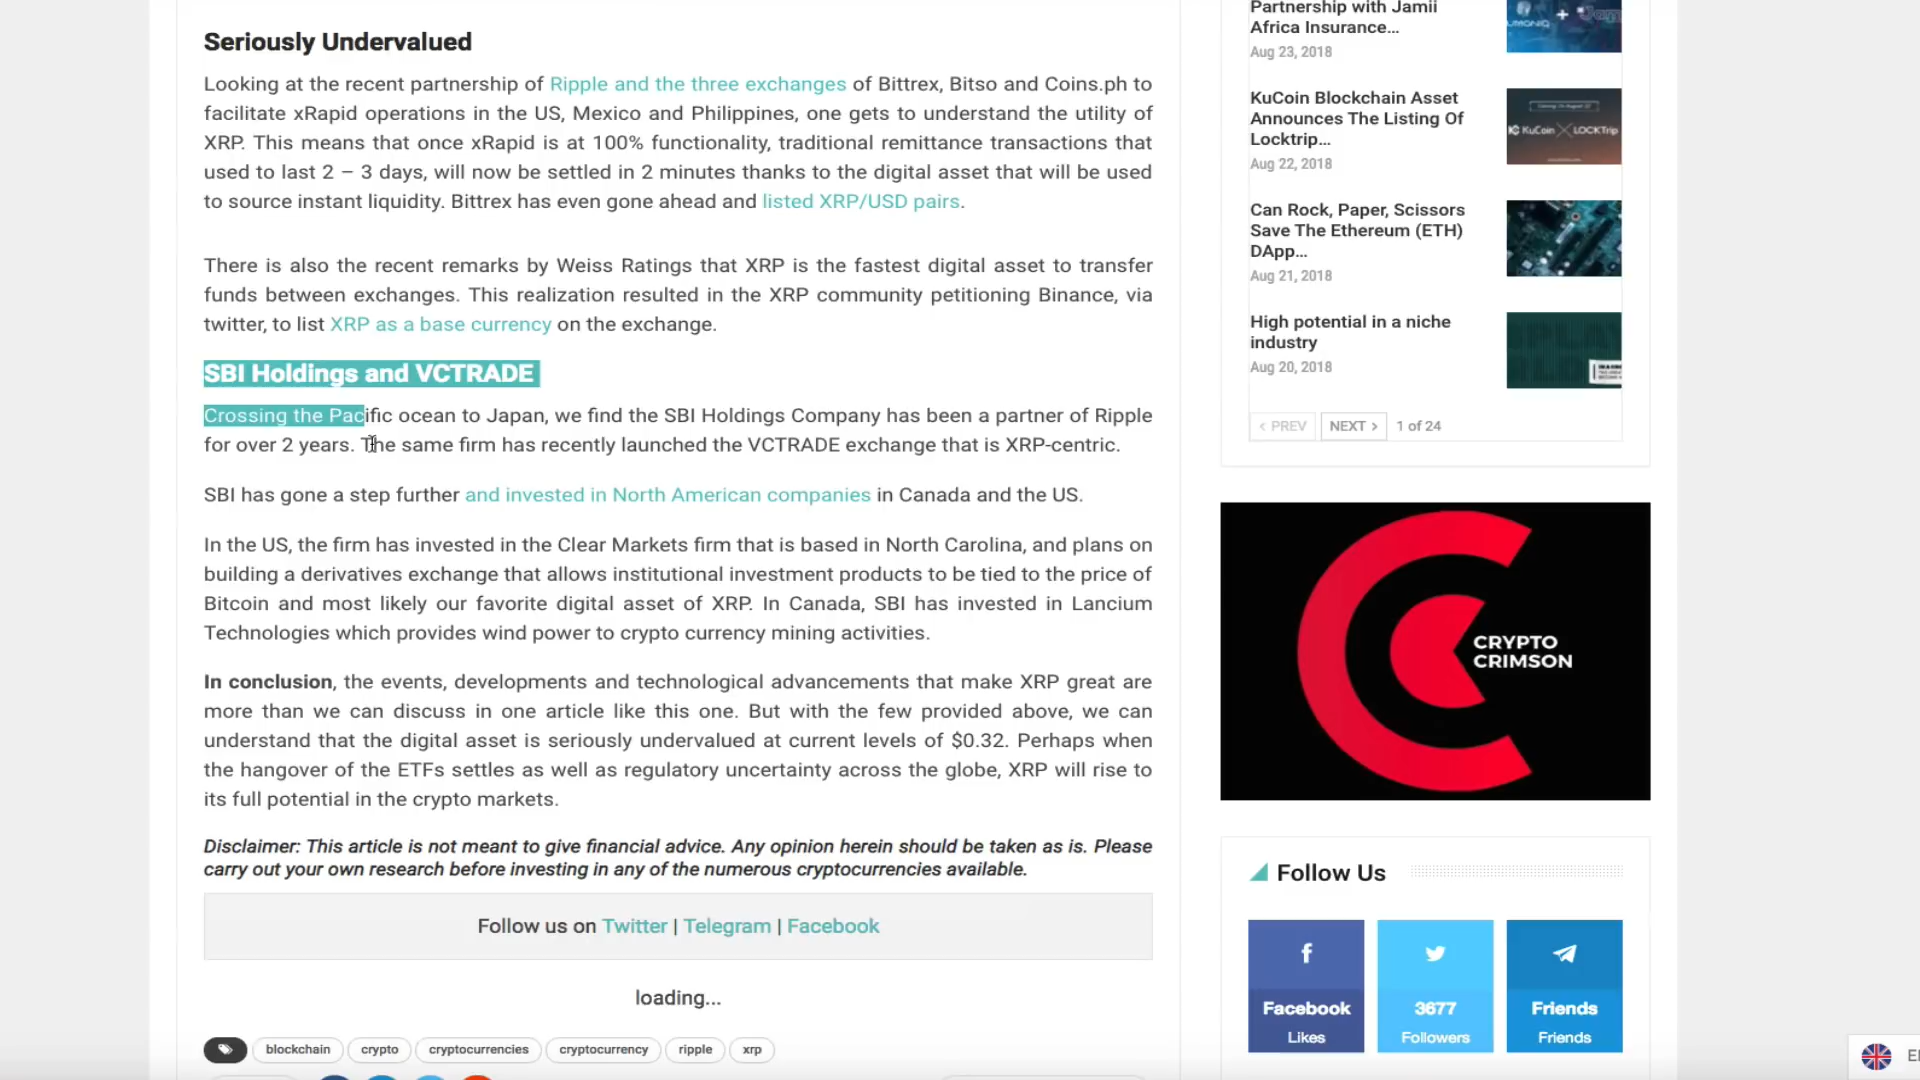 Seriously Undervalued
Looking at the recent partnership of Ripple and the three exchanges of Bittrex, Bitso and Coins.ph to
facilitate xRapid operations in the US, Mexico and Philippines, one gets to understand the utility of
XRP. This means that once xRapid is at 100% functionality, traditional remittance transactions that
used to last 2 – 3 days, will now be settled in 2 minutes thanks to the digital asset that will be used
to source instant liquidity. Bittrex has even gone ahead and listed XRP/USD pairs.
There is also the recent remarks by Weiss Ratings that XRP is the fastest digital asset to transfer
funds between exchanges. This realization resulted in the XRP community petitioning Binance, via
twitter, to list XRP as a base currency on the exchange.
SBI Holdings and VCTRADE
Crossing the Pacific ocean to Japan, we find the SBI Holdings Company has been a partner of Ripple
for over 2 years. The same firm has recently launched the VCTRADE exchange that is XRP-centric.
SBI has gone a step further and invested in North American companies in Canada and the US.
In the US, the firm has invested in the Clear Markets firm that is based in North Carolina, and plans on
building a derivatives exchange that allows institutional investment products to be tied to the price of
Bitcoin and most likely our favorite digital asset of XRP. In Canada, SBI has invested in Lancium
Technologies which provides wind power to crypto currency mining activities.
In conclusion, the events, developments and technological advancements that make XRP great are
more than we can discuss in one article like this one. But with the few provided above, we can
understand that the digital asset is seriously undervalued at current levels of $0.32. Perhaps when
the hangover of the ETFs settles as well as regulatory uncertainty across the globe, XRP will rise to
its full potential in the crypto markets.
Disclaimer: This article is not meant to give financial advice. Any opinion herein should be taken as is. Please
carry out your own research before investing in any of the numerous cryptocurrencies available.
Follow us on Twitter | Telegram | Facebook
loading...
blockchain
crypto
cryptocurrencies
cryptocurrency
ripple
xrp
Partnership with Jamii
Africa Insurance...
Aug 23, 2018
KuCoin Blockchain Asset
Announces The Listing Of
Locktrip...
Aug 22, 2018
KuCoin
LOCKTrip
Can Rock, Paper, Scissors
Save The Ethereum (ETH)
DApp...
Aug 21, 2018
High potential in a niche
industry
Aug 20, 2018
< PREV
NEXT >
1 of 24
CRYPTO
CRIMSON
Follow Us
Facebook
Likes
3677
Followers
Friends
Friends